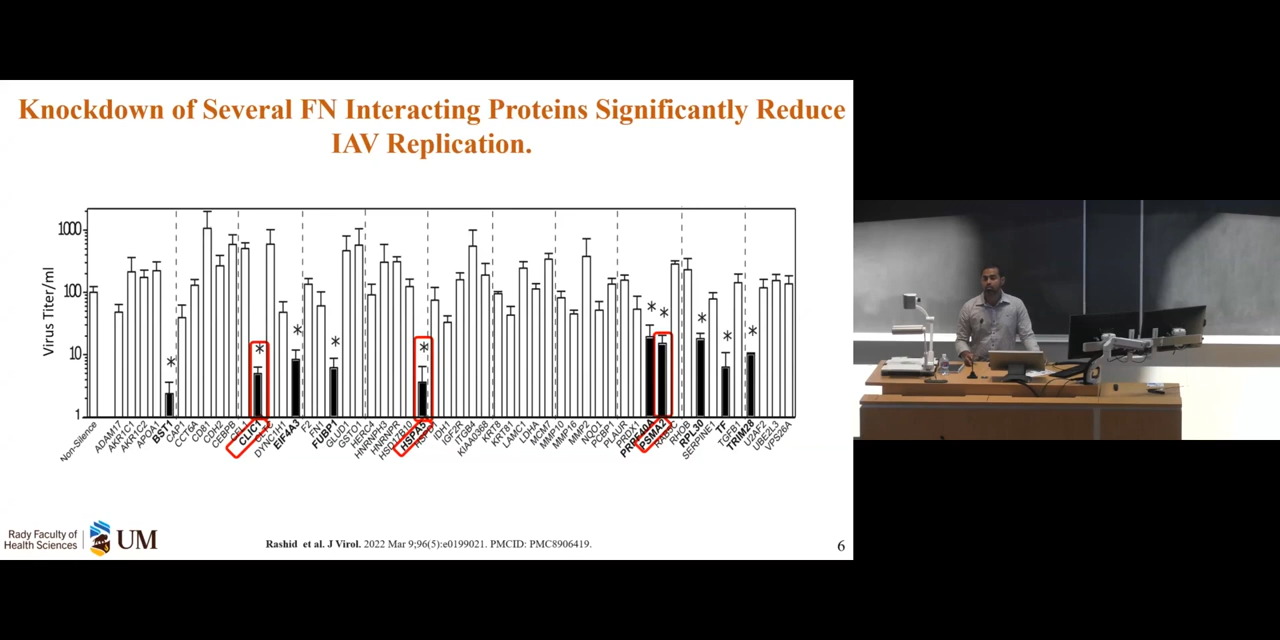 Knockdown of Several FN Interacting Proteins Significantly Reduce
IAV Replication.
Virus Titer/ml
1000
100
10
1
*
*
*
*
*
*
*
*
*
*
Non-Silence
ADAM17
AKR1C1
AKR1C2
APOA1
BST1
CAP1
CCT6A
CD81
CDH2
CEBPB
CLIC1
DYNC1H1
EIF4A3
F2
FN1
FUBP1
GLUD1
GSTO1
HERC4
HNRNPH3
HNRNPR
HSPA5
IDH1
IGF2R
ITGB4
KIAA0368
KRT8
KRT81
LAMC1
LDHA
MCM7
MMP10
MMP16
MMP2
NQO1
PCBP1
PLAUR
PROZ1
PRPF40A
PSMA2
RHOB
RPL30
SERPINE1
TF
TGFB1
TRIM28
U2AF2
UBE2L3
VPS26A
Rady Faculty of
Health Sciences
UM
Rashid et al. J Virol. 2022 Mar 9;96(5):e0199021. PMCID: PMC8906419.
6